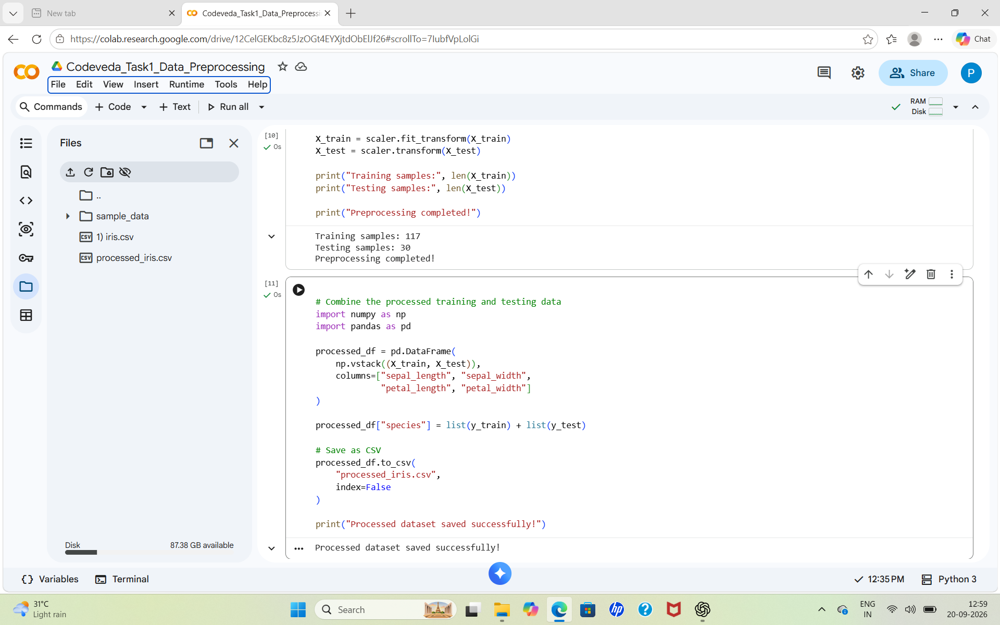 New tab
Codeveda_Task1_Data_Preprocessi
https://colab.research.google.com/drive/12CelGEKbc8z5JzOGt4EYXjtdObElJf26#scrollTo=7IubfVpLolGi
Chat
Codeveda_Task1_Data_Preprocessing
File Edit View Insert Runtime Tools Help
Share
P
Commands + Code + Text Run all
RAM
Disk
Files
..
sample_data
CSV 1) iris.csv
CSV processed_iris.csv
Disk 87.38 GB available
[10]
0s
X_train = scaler.fit_transform(X_train)
X_test = scaler.transform(X_test)
print("Training samples:", len(X_train))
print("Testing samples:", len(X_test))
print("Preprocessing completed!")
Training samples: 117
Testing samples: 30
Preprocessing completed!
[11]
0s
# Combine the processed training and testing data
import numpy as np
import pandas as pd
processed_df = pd.DataFrame(
np.vstack((X_train, X_test)),
columns=["sepal_length", "sepal_width",
"petal_length", "petal_width"]
)
processed_df["species"] = list(y_train) + list(y_test)
# Save as CSV
processed_df.to_csv(
"processed_iris.csv",
index=False
)
print("Processed dataset saved successfully!")
Processed dataset saved successfully!
{} Variables Terminal
12:35 PM Python 3
31°C
Light rain
Search
hp
ENG
IN
12:59
20-09-2026